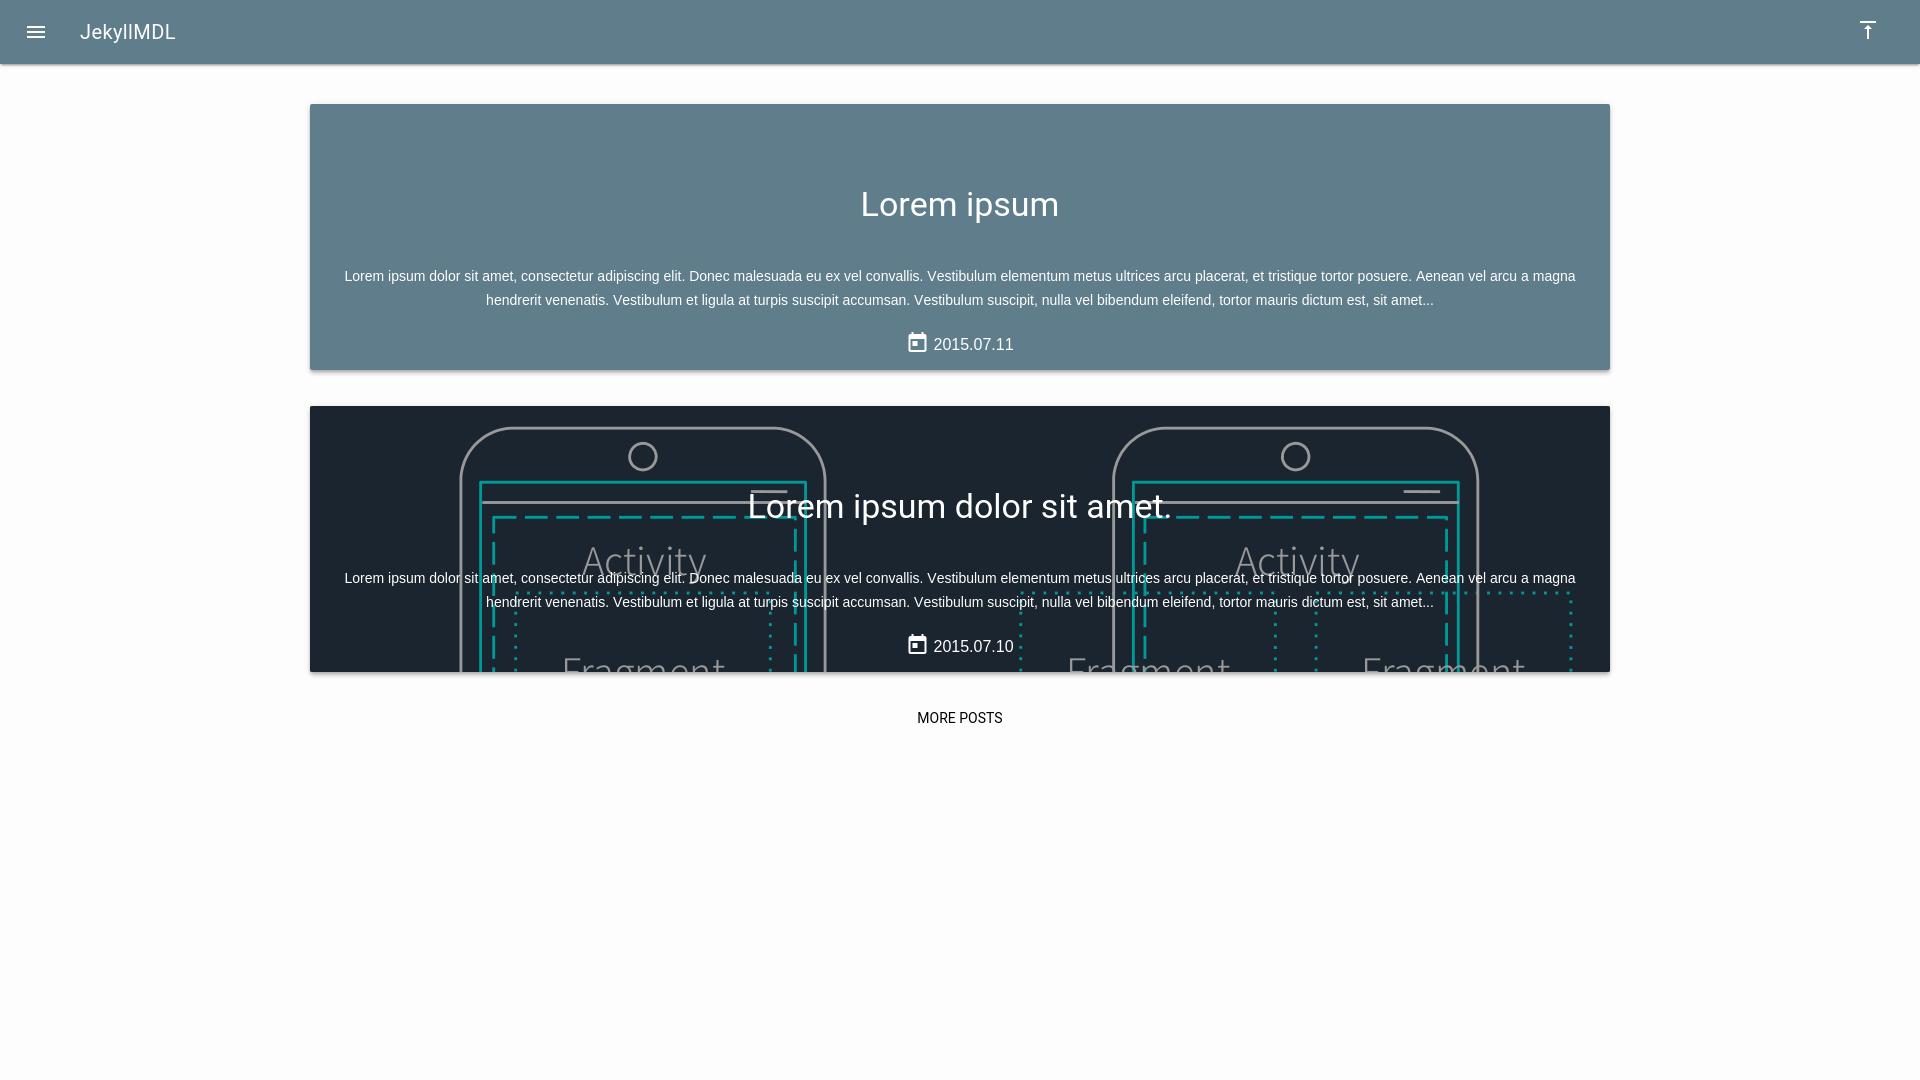 JekyllMDL
Lorem ipsum
Lorem ipsum dolor sit amet, consectetur adipiscing elit. Donec malesuada eu ex vel convallis. Vestibulum elementum metus ultrices arcu placerat, et tristique tortor posuere. Aenean vel arcu a magna
hendrerit venenatis. Vestibulum et ligula at turpis suscipit accumsan. Vestibulum suscipit, nulla vel bibendum eleifend, tortor mauris dictum est, sit amet...
2015.07.11
Lorem ipsum dolor sit amet.
Activity Activity
Lorem ipsum dolor sit amet, consectetur adipiscing elit. Donec malesuada eu ex vel convallis. Vestibulum elementum metus ultrices arcu placerat, et tristique tortor posuere. Aenean vel arcu a magna
hendrerit venenatis. Vestibulum et ligula at turpis suscipit accumsan. Vestibulum suscipit, nulla vel bibendum eleifend, tortor mauris dictum est, sit amet...
2015.07.10
Fragment Fragment Fragment
MORE POSTS